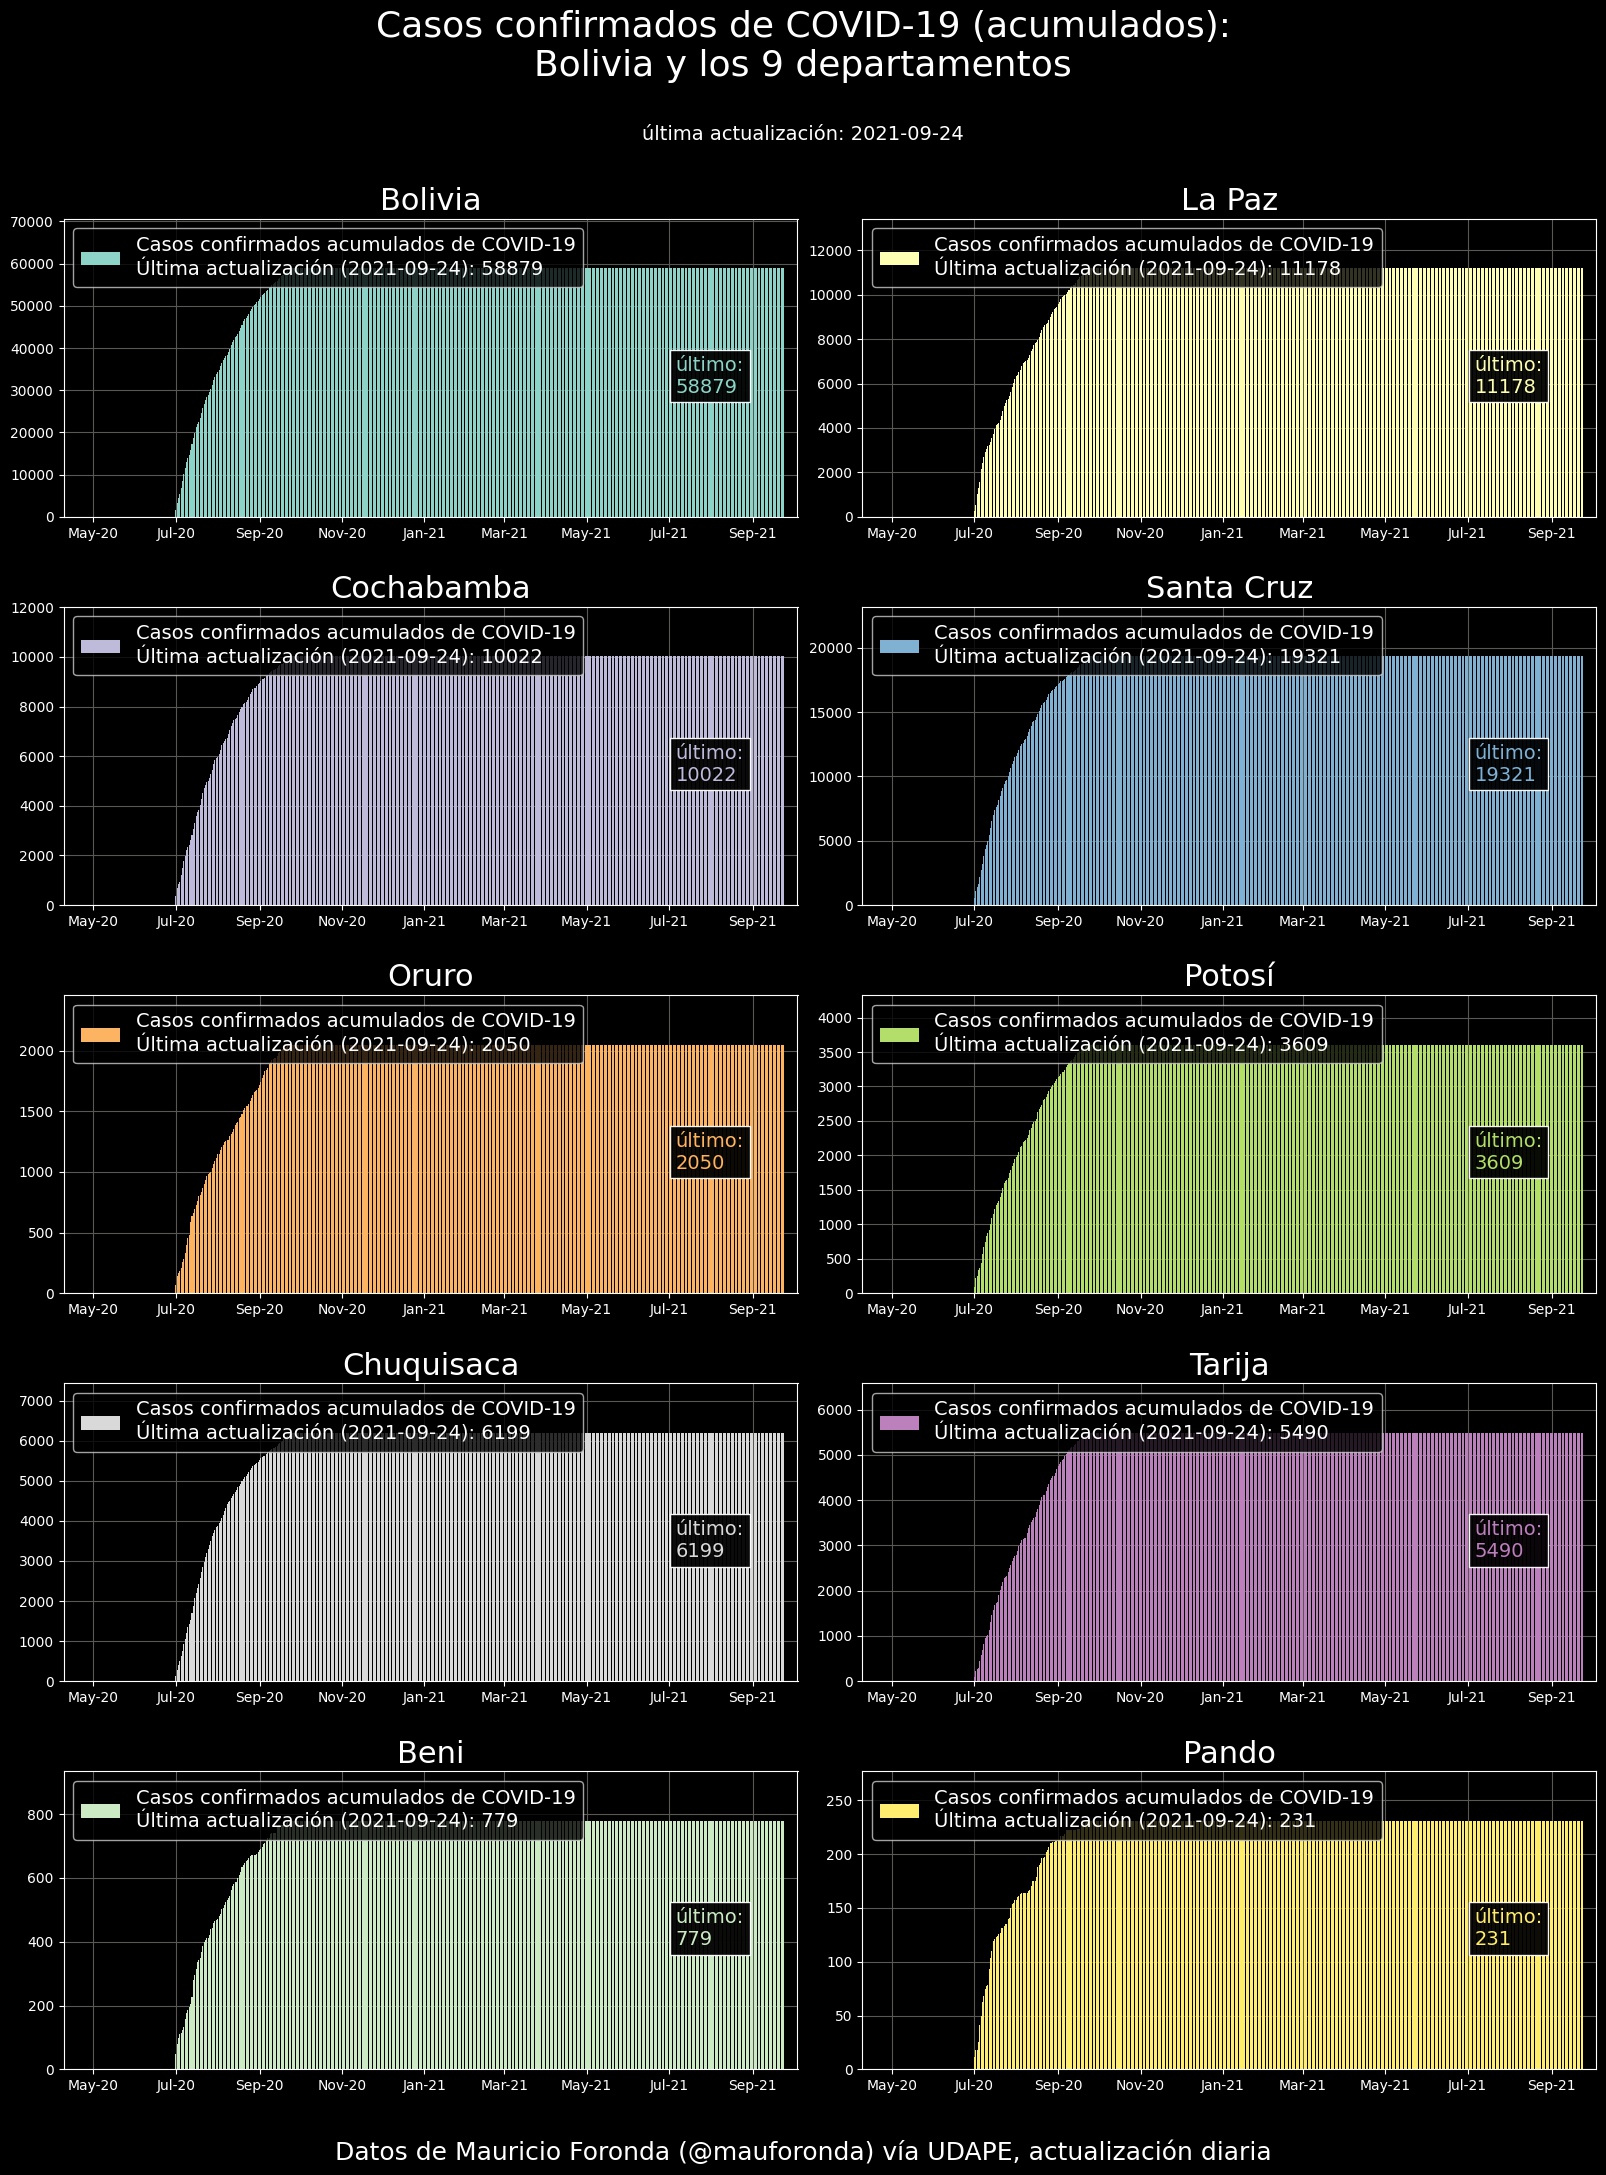 Casos confirmados de COVID-19 (acumulados):
Bolivia y los 9 departamentos
última actualización: 2021-09-24
Bolivia
70000
60000
50000
40000
30000
20000
10000
0
Casos confirmados acumulados de COVID-19
Última actualización (2021-09-24): 58879
último:
58879
May-20 Jul-20 Sep-20 Nov-20 Jan-21 Mar-21 May-21 Jul-21 Sep-21
La Paz
12000
10000
8000
6000
4000
2000
0
Casos confirmados acumulados de COVID-19
Última actualización (2021-09-24): 11178
último:
11178
May-20 Jul-20 Sep-20 Nov-20 Jan-21 Mar-21 May-21 Jul-21 Sep-21
Cochabamba
12000
10000
8000
6000
4000
2000
0
Casos confirmados acumulados de COVID-19
Última actualización (2021-09-24): 10022
último:
10022
May-20 Jul-20 Sep-20 Nov-20 Jan-21 Mar-21 May-21 Jul-21 Sep-21
Santa Cruz
20000
15000
10000
5000
0
Casos confirmados acumulados de COVID-19
Última actualización (2021-09-24): 19321
último:
19321
May-20 Jul-20 Sep-20 Nov-20 Jan-21 Mar-21 May-21 Jul-21 Sep-21
Oruro
2000
1500
1000
500
0
Casos confirmados acumulados de COVID-19
Última actualización (2021-09-24): 2050
último:
2050
May-20 Jul-20 Sep-20 Nov-20 Jan-21 Mar-21 May-21 Jul-21 Sep-21
Potosí
4000
3500
3000
2500
2000
1500
1000
500
0
Casos confirmados acumulados de COVID-19
Última actualización (2021-09-24): 3609
último:
3609
May-20 Jul-20 Sep-20 Nov-20 Jan-21 Mar-21 May-21 Jul-21 Sep-21
Chuquisaca
7000
6000
5000
4000
3000
2000
1000
0
Casos confirmados acumulados de COVID-19
Última actualización (2021-09-24): 6199
último:
6199
May-20 Jul-20 Sep-20 Nov-20 Jan-21 Mar-21 May-21 Jul-21 Sep-21
Tarija
6000
5000
4000
3000
2000
1000
0
Casos confirmados acumulados de COVID-19
Última actualización (2021-09-24): 5490
último:
5490
May-20 Jul-20 Sep-20 Nov-20 Jan-21 Mar-21 May-21 Jul-21 Sep-21
Beni
800
600
400
200
0
Casos confirmados acumulados de COVID-19
Última actualización (2021-09-24): 779
último:
779
May-20 Jul-20 Sep-20 Nov-20 Jan-21 Mar-21 May-21 Jul-21 Sep-21
Pando
250
200
150
100
50
0
Casos confirmados acumulados de COVID-19
Última actualización (2021-09-24): 231
último:
231
May-20 Jul-20 Sep-20 Nov-20 Jan-21 Mar-21 May-21 Jul-21 Sep-21
Datos de Mauricio Foronda (@mauforonda) vía UDAPE, actualización diaria